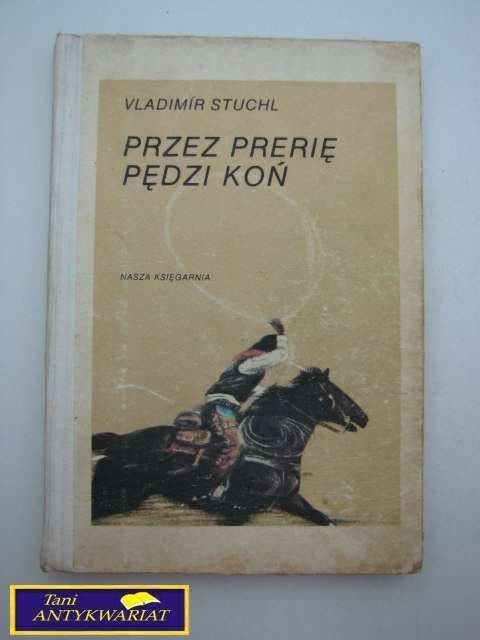 VLADIMÍR STUCHL
PRZEZ PRERIĘ
PĘDZI KOŃ
NASZA KSIĘGARNIA
Tani
ANTYKWARIAT